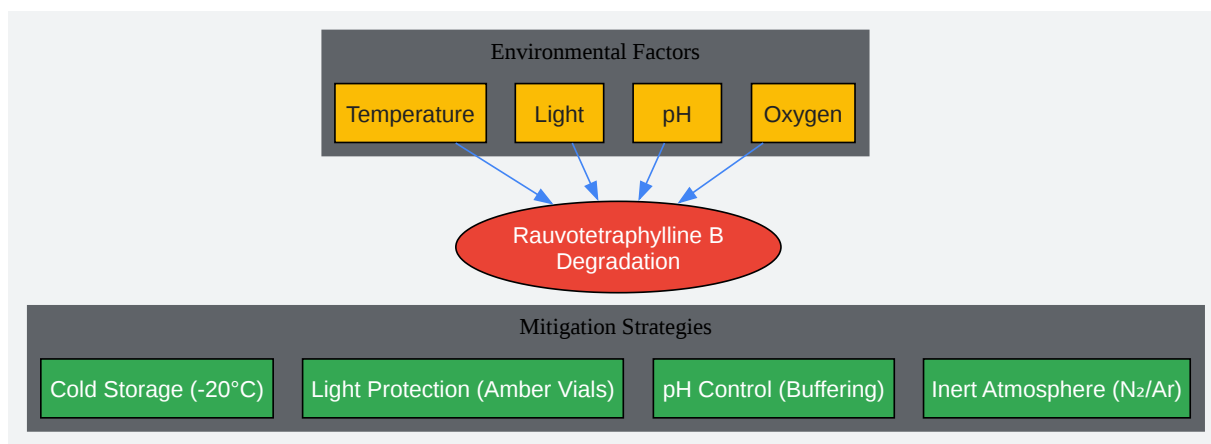 Environmental Factors
Temperature
Light
pH
Oxygen
Rauvotetraphylline B
Degradation
Mitigation Strategies
Cold Storage (-20°C)
Light Protection (Amber Vials)
pH Control (Buffering)
Inert Atmosphere (N₂/Ar)